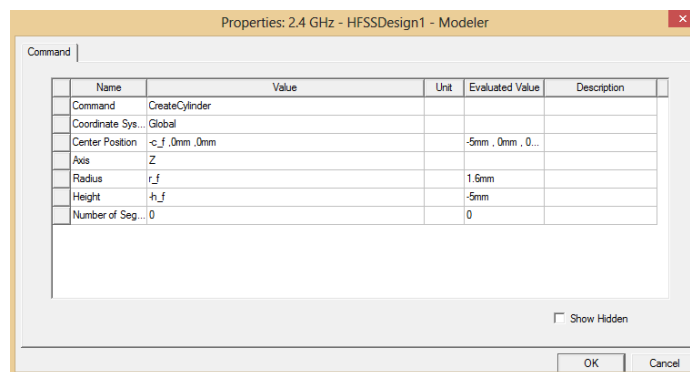 Properties: 2.4 GHz - HFSSDesign1 - Modeler
Command
Name Value Unit Evaluated Value Description
Command CreateCylinder
Coordinate Sys... Global
Center Position -c_f ,0mm ,0mm -5mm , 0mm , 0...
Axis Z
Radius r_f 1.6mm
Height -h_f -5mm
Number of Seg... 0 0
Show Hidden
OK Cancel